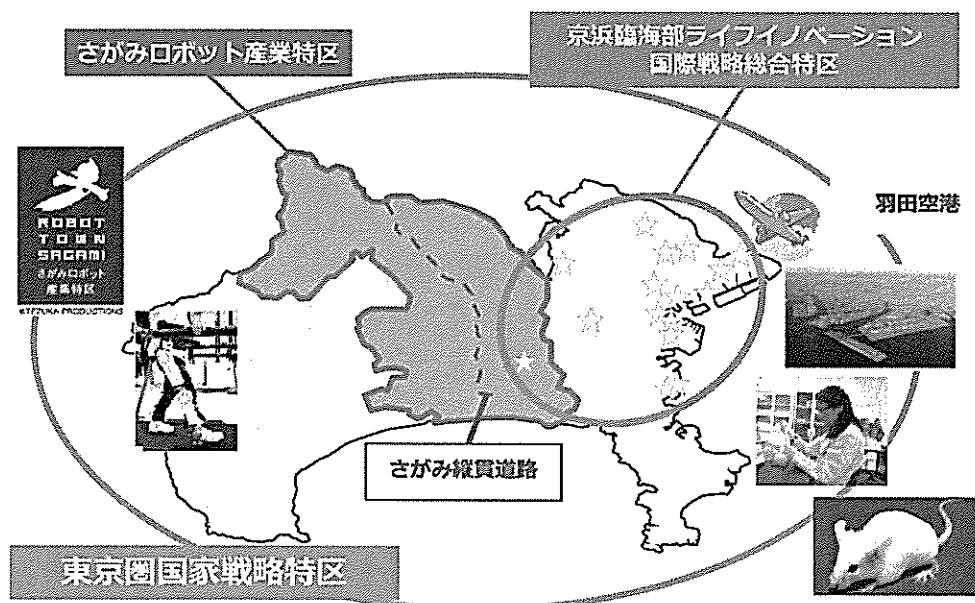 さがみロボット産業特区
京浜臨海部ライフイノベーション
国際戦略総合特区
羽田空港
ROBOT
TOWN
SAGAMI
さがみロボット
産業特区
©TEZUKA PRODUCTIONS
さがみ縦貫道路
東京圏国家戦略特区